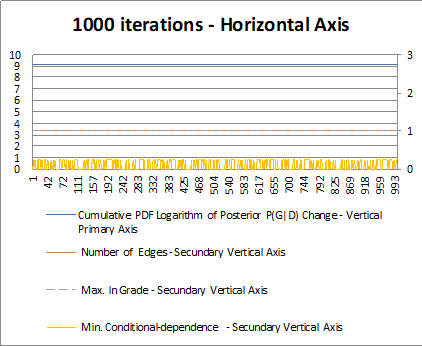 1000 iterations - Horizontal Axis
10
9
8
7
6
5
4
3
2
1
0
3
2
1
0
1 42 72 111 157 192 242 283 332 383 425 468 504 540 583 617 655 700 744 792 825 869 918 959 993
Cumulative PDF Logarithm of Posterior P(G|D) Change - Vertical
Primary Axis
Number of Edges - Secundary Vertical Axis
Max. In Grade - Secundary Vertical Axis
Min. Conditional-dependence - Secundary Vertical Axis